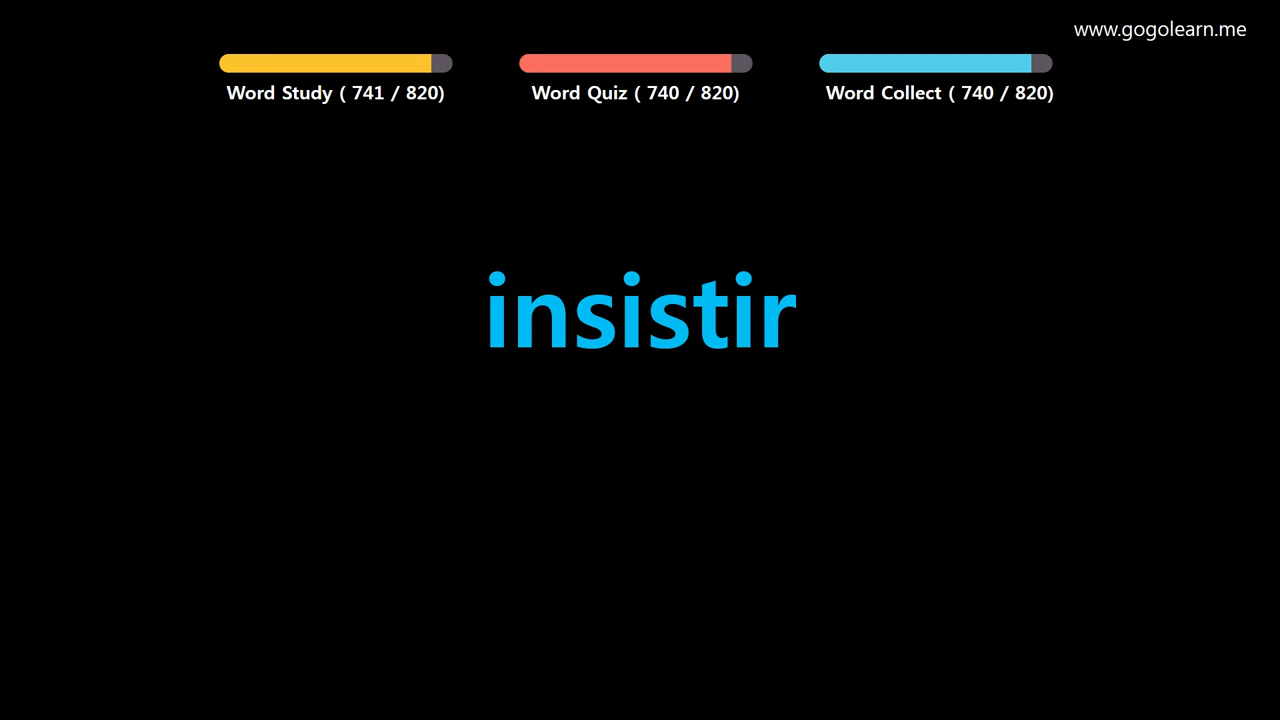 www.gogolearn.me
Word Study ( 741 / 820)
Word Quiz ( 740 / 820)
Word Collect ( 740 / 820)
insistir